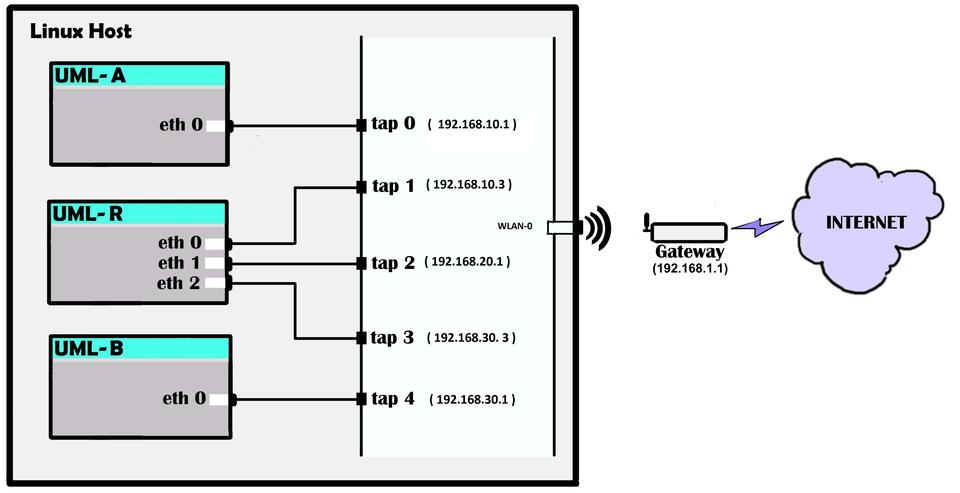 Linux Host
UML- A
eth 0
tap 0 ( 192.168.10.1 )
tap 1 ( 192.168.10.3 )
UML- R
eth 0
eth 1
eth 2
tap 2 ( 192.168.20.1 )
tap 3 ( 192.168.30. 3 )
UML- B
eth 0
tap 4 ( 192.168.30.1 )
WLAN-0
Gateway
(192.168.1.1)
INTERNET